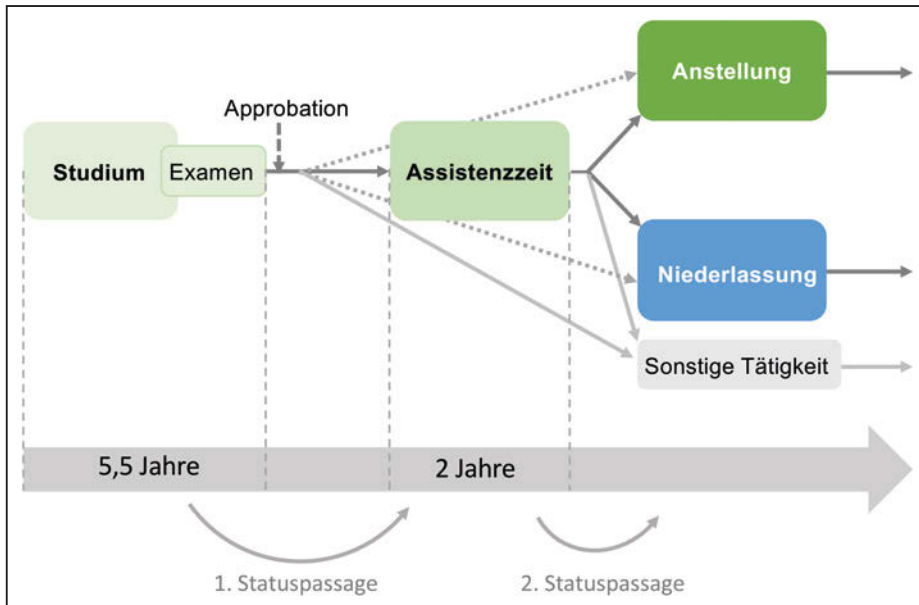 Anstellung
Approbation
Studium
Examen
Assistenzzeit
Niederlassung
Sonstige Tätigkeit
5,5 Jahre
2 Jahre
1. Statuspassage
2. Statuspassage